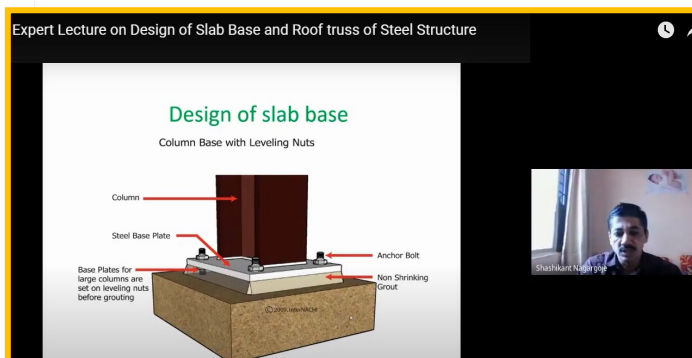 Expert Lecture on Design of Slab Base and Roof truss of Steel Structure
Design of slab base
Column Base with Leveling Nuts
Column
Steel Base Plate
Base Plates for
large columns are
set on leveling nuts
before grouting
Anchor Bolt
Non Shrinking
Grout
©2009 InterNACHI
Shashikant Nagargoje